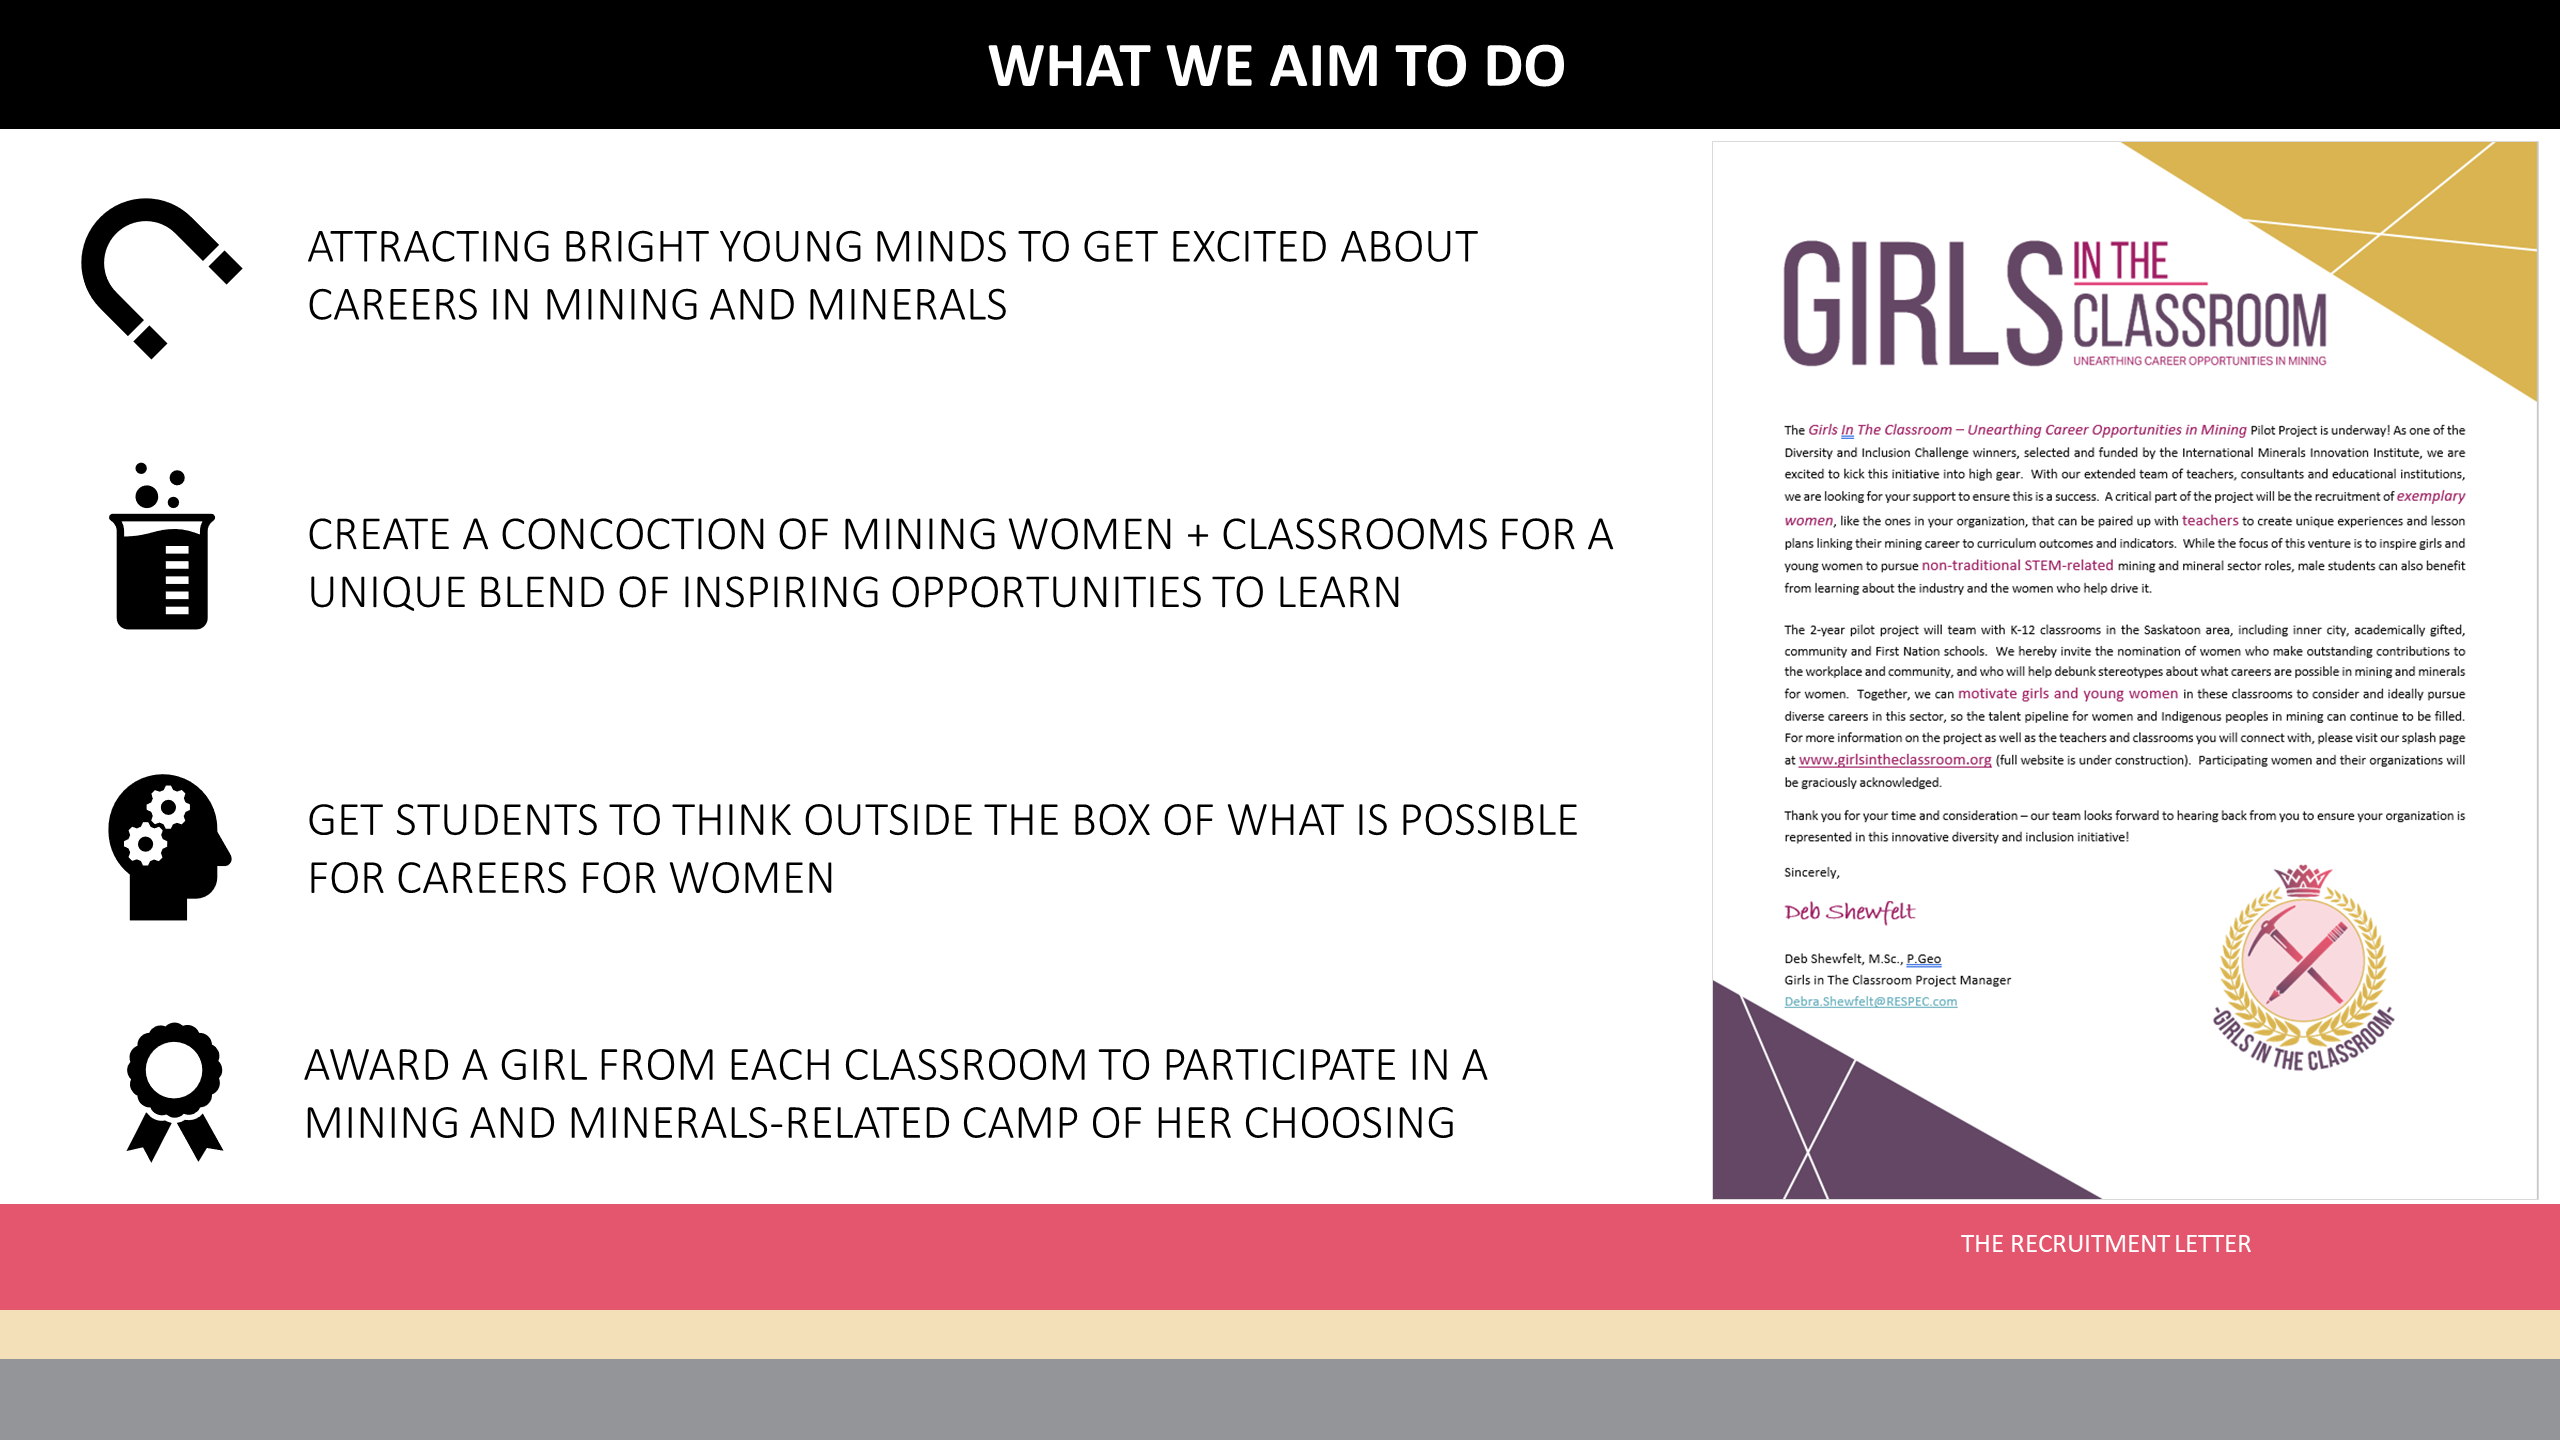 WHAT WE AIM TO DO
ATTRACTING BRIGHT YOUNG MINDS TO GET EXCITED ABOUT
CAREERS IN MINING AND MINERALS
CREATE A CONCOCTION OF MINING WOMEN + CLASSROOMS FOR A
UNIQUE BLEND OF INSPIRING OPPORTUNITIES TO LEARN
GET STUDENTS TO THINK OUTSIDE THE BOX OF WHAT IS POSSIBLE
FOR CAREERS FOR WOMEN
AWARD A GIRL FROM EACH CLASSROOM TO PARTICIPATE IN A
MINING AND MINERALS-RELATED CAMP OF HER CHOOSING
GIRLS IN THE
CLASSROOM
UNEARTHING CAREER OPPORTUNITIES IN MINING
The Girls In The Classroom – Unearthing Career Opportunities in Mining Pilot Project is underway! As one of the
Diversity and Inclusion Challenge winners, selected and funded by the International Minerals Innovation Institute, we are
excited to kick this initiative into high gear. With our extended team of teachers, consultants and educational institutions,
we are looking for your support to ensure this is a success. A critical part of the project will be the recruitment of exemplary
women, like the ones in your organization, that can be paired up with teachers to create unique experiences and lesson
plans linking their mining career to curriculum outcomes and indicators. While the focus of this venture is to inspire girls and
young women to pursue non-traditional STEM-related mining and mineral sector roles, male students can also benefit
from learning about the industry and the women who help drive it.
The 2-year pilot project will team with K-12 classrooms in the Saskatoon area, including inner city, academically gifted,
community and First Nation schools. We hereby invite the nomination of women who make outstanding contributions to
the workplace and community, and who will help debunk stereotypes about what careers are possible in mining and minerals
for women. Together, we can motivate girls and young women in these classrooms to consider and ideally pursue
diverse careers in this sector, so the talent pipeline for women and Indigenous peoples in mining can continue to be filled.
For more information on the project as well as the teachers and classrooms you will connect with, please visit our splash page
at www.girlsintheclassroom.org (full website is under construction). Participating women and their organizations will
be graciously acknowledged.
Thank you for your time and consideration – our team looks forward to hearing back from you to ensure your organization is
represented in this innovative diversity and inclusion initiative!
Sincerely,
Deb Shewfelt
Deb Shewfelt, M.Sc., P.Geo
Girls in The Classroom Project Manager
Debra.Shewfelt@RESPEC.com
-GIRLS IN THE CLASSROOM-
THE RECRUITMENT LETTER